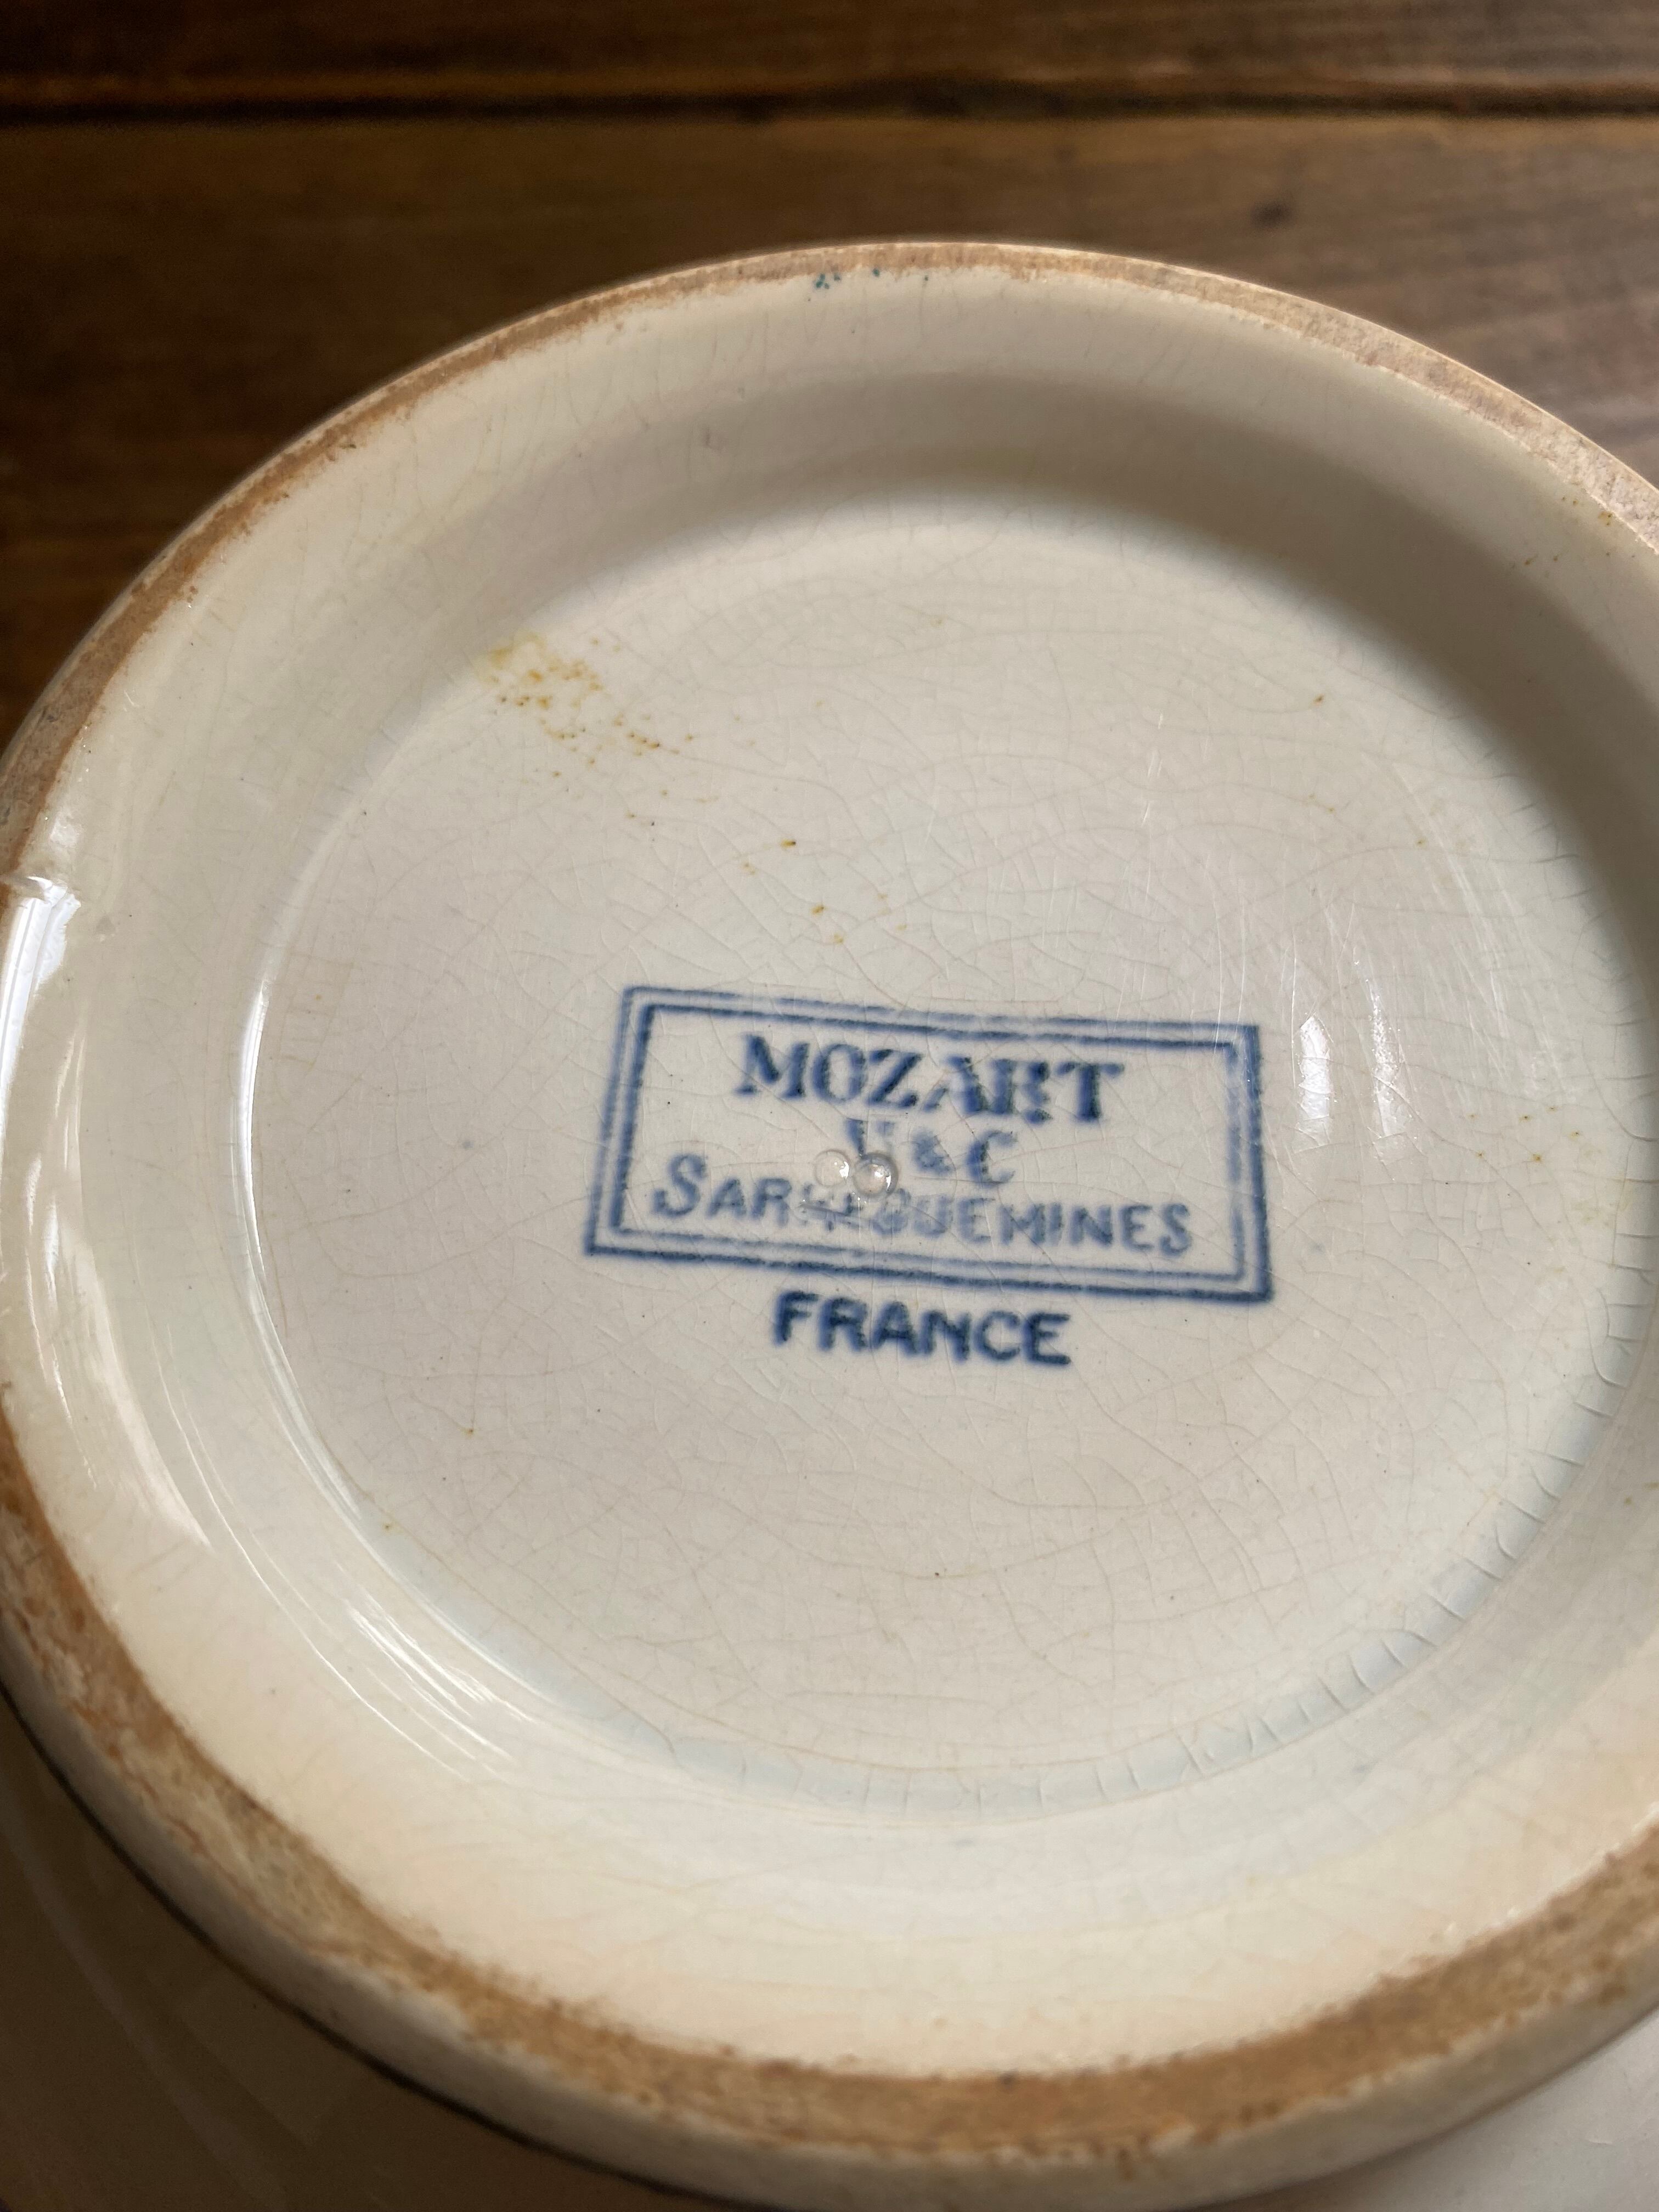 MOZART
U & C
SARREGUEMINES
FRANCE